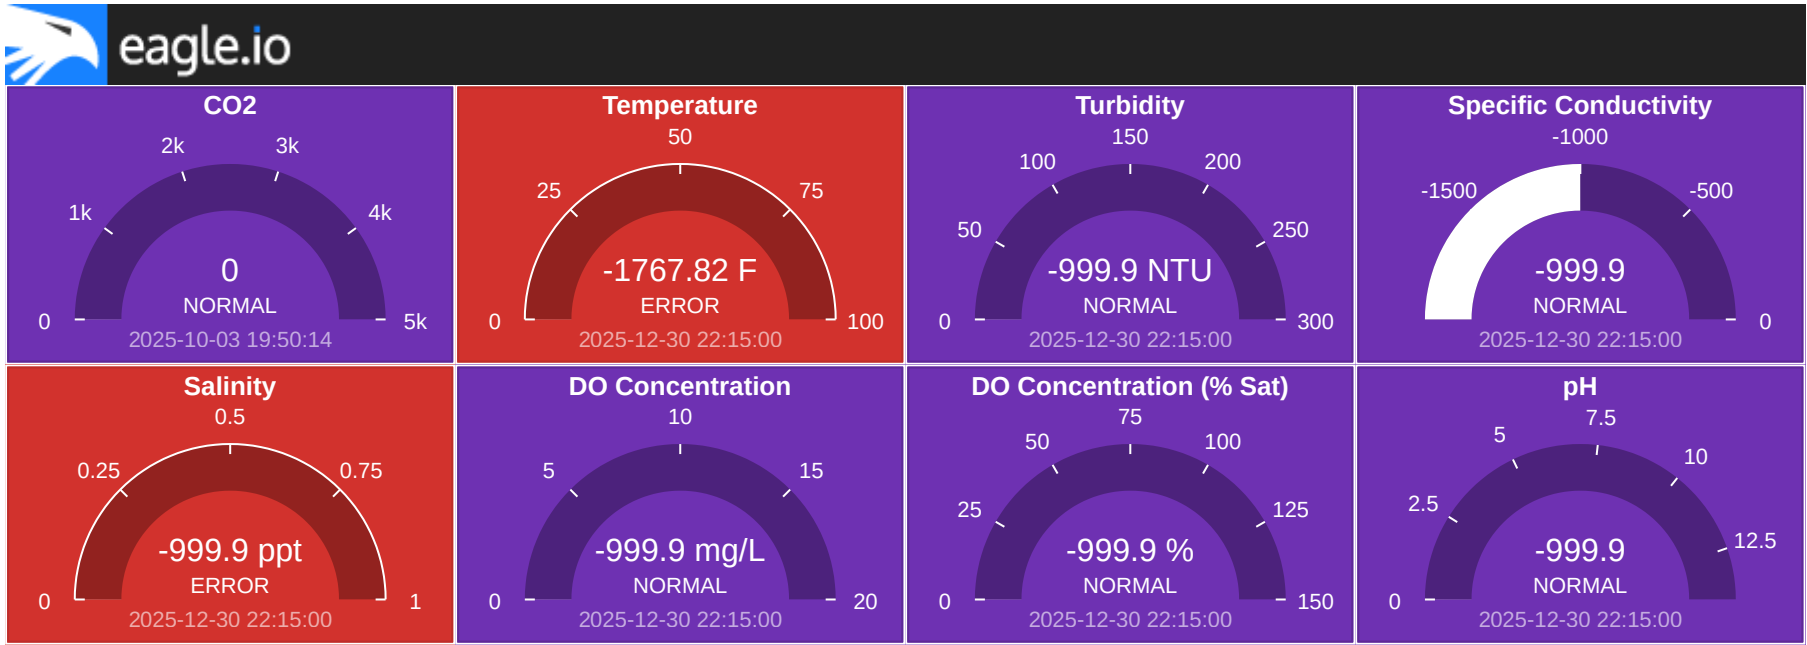 eagle.io
CO2
2k
3k
1k
4k
0
NORMAL
0
5k
2025-10-03 19:50:14
Temperature
50
25
75
-1767.82 F
ERROR
0
100
2025-12-30 22:15:00
Turbidity
150
100
200
50
250
-999.9 NTU
NORMAL
0
300
2025-12-30 22:15:00
Specific Conductivity
-1000
-1500
-500
-999.9
NORMAL
0
2025-12-30 22:15:00
Salinity
0.5
0.25
0.75
-999.9 ppt
ERROR
0
1
2025-12-30 22:15:00
DO Concentration
10
5
15
-999.9 mg/L
NORMAL
0
20
2025-12-30 22:15:00
DO Concentration (% Sat)
75
50
100
25
125
-999.9 %
NORMAL
0
150
2025-12-30 22:15:00
pH
7.5
5
10
2.5
12.5
-999.9
NORMAL
0
2025-12-30 22:15:00